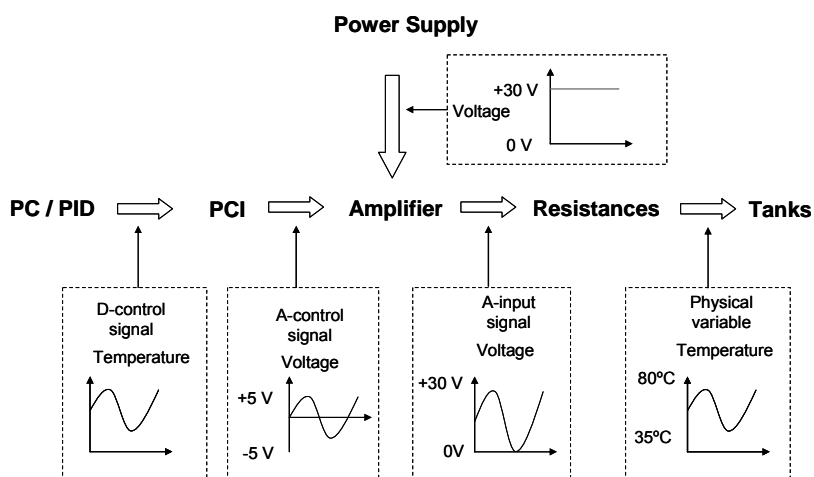 Power Supply
+30 V
Voltage
0 V
PC / PID
PCI
Amplifier
Resistances
Tanks
D-control
signal
Temperature
A-control
signal
Voltage
+5 V
-5 V
A-input
signal
Voltage
+30 V
0V
Physical
variable
Temperature
80ºC
35ºC